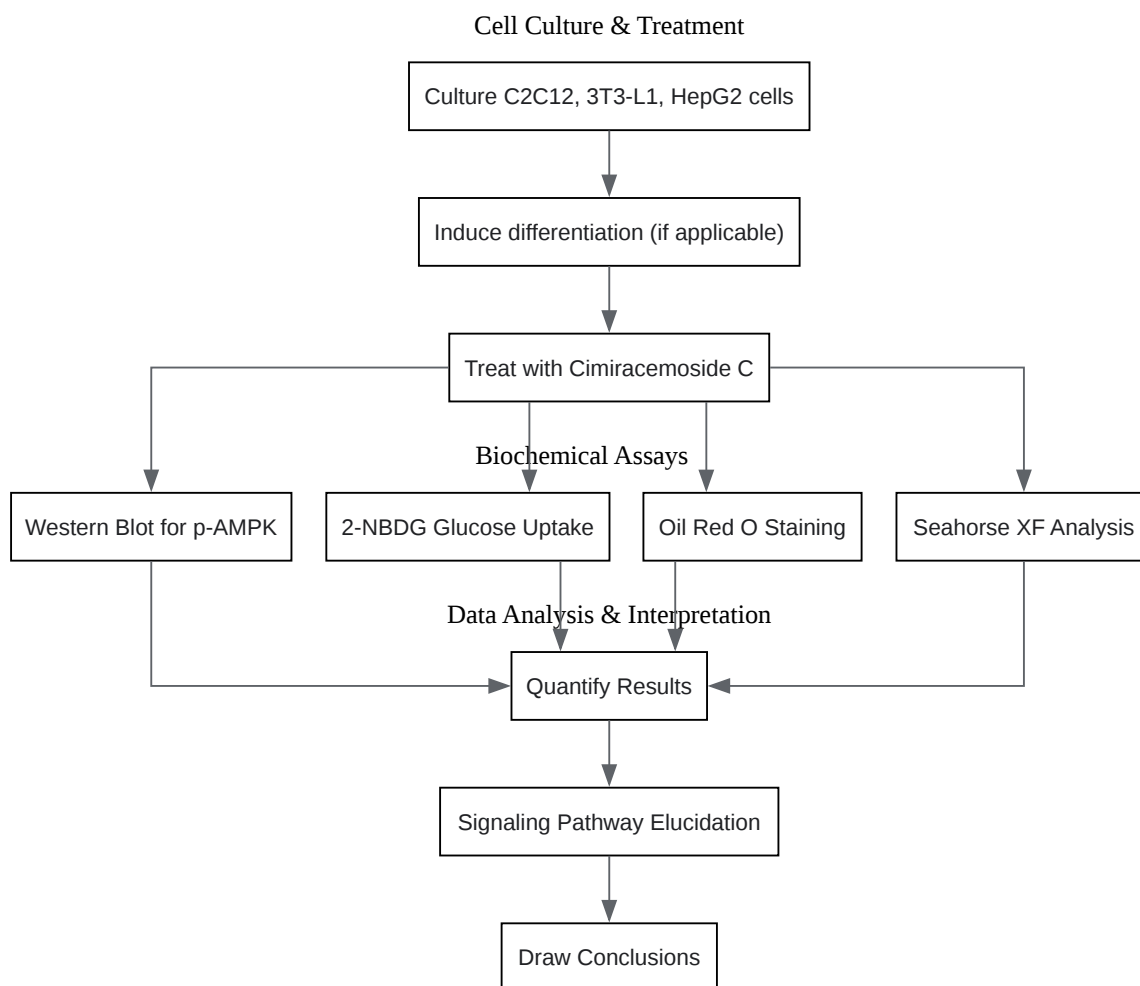 Cell Culture & Treatment
Culture C2C12, 3T3-L1, HepG2 cells
Induce differentiation (if applicable)
Treat with Cimiracemoside C
Biochemical Assays
Western Blot for p-AMPK
2-NBDG Glucose Uptake
Oil Red O Staining
Seahorse XF Analysis
Data Analysis & Interpretation
Quantify Results
Signaling Pathway Elucidation
Draw Conclusions